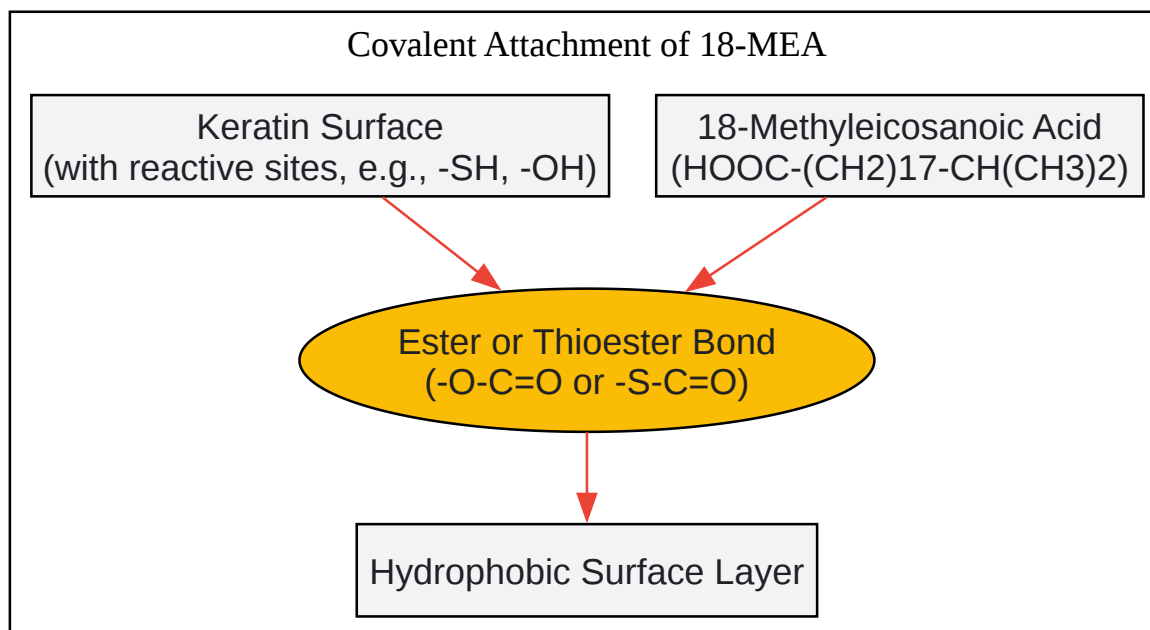 Covalent Attachment of 18-MEA
Keratin Surface
(with reactive sites, e.g., -SH, -OH)
18-Methyleicosanoic Acid
(HOOC-(CH2)17-CH(CH3)2)
Ester or Thioester Bond
(-O-C=O or -S-C=O)
Hydrophobic Surface Layer